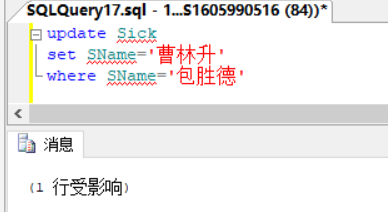 SQLQuery17.sql - 1...S1605990516 (84))*
update Sick
set SName='曹林升'
where SName='包胜德'
消息
(1 行受影响)